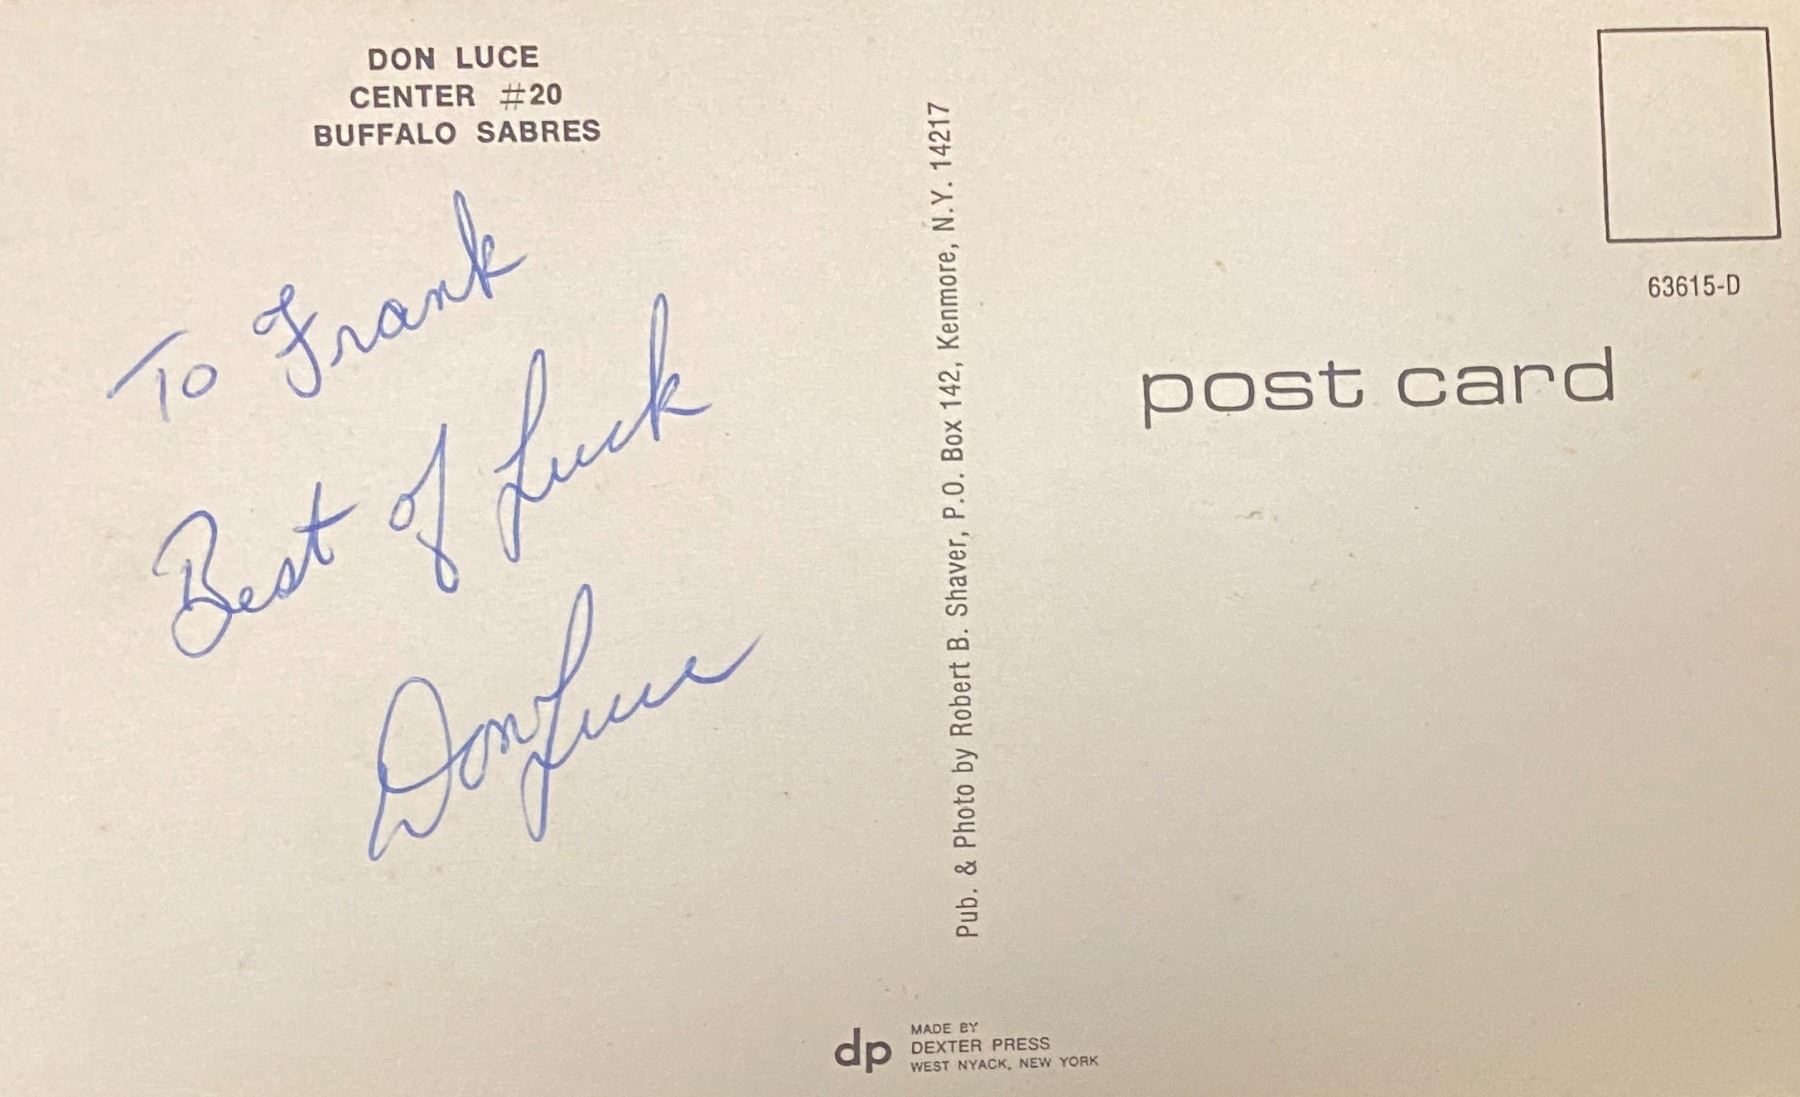 DON LUCE
CENTER #20
BUFFALO SABRES
To Frank
Best of Luck
Don Luce
Pub. & Photo by Robert B. Shaver, P.O. Box 142, Kenmore, N.Y. 14217
63615-D
post card
dp
MADE BY
DEXTER PRESS
WEST NYACK, NEW YORK